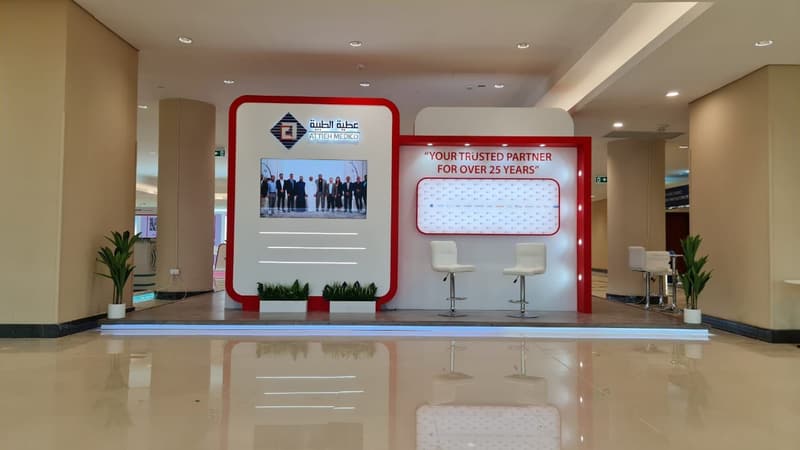 عطية الطبية
ATTIEH MEDICO
"YOUR TRUSTED PARTNER
FOR OVER 25 YEARS"